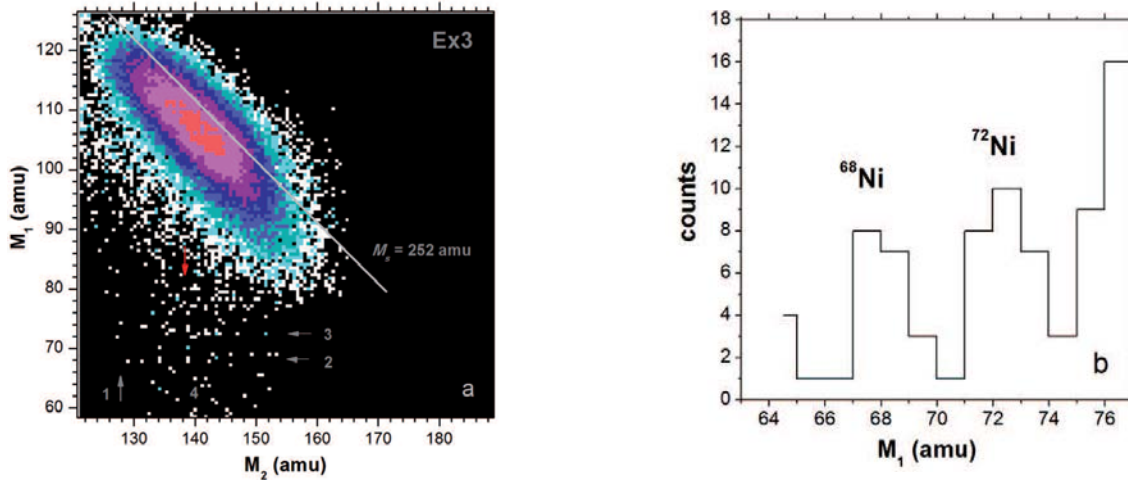 Ex3
120
110
100
90
80
70
60
M₁ (amu)
Mₛ = 252 amu
3
2
1
4
a
130 140 150 160 170 180
M₂ (amu)
18
16
14
12
10
8
6
4
2
0
counts
⁶⁸Ni
⁷²Ni
b
64 66 68 70 72 74 76
M₁ (amu)